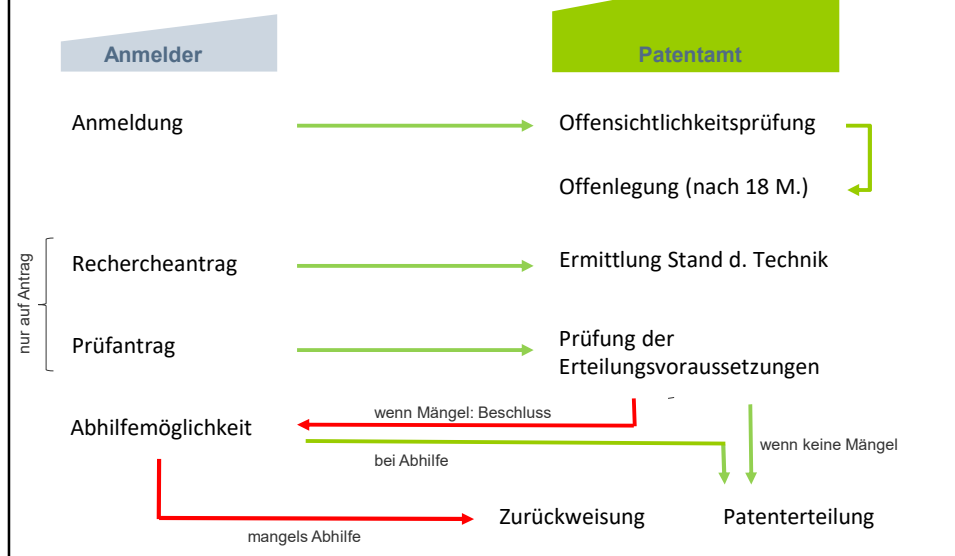 Anmelder
Patentamt
Anmeldung
Offensichtlichkeitsprüfung
Offenlegung (nach 18 M.)
nur auf Antrag
Rechercheantrag
Ermittlung Stand d. Technik
Prüfantrag
Prüfung der
Erteilungsvoraussetzungen
wenn Mängel: Beschluss
Abhilfemöglichkeit
wenn keine Mängel
bei Abhilfe
Zurückweisung
Patenterteilung
mangels Abhilfe